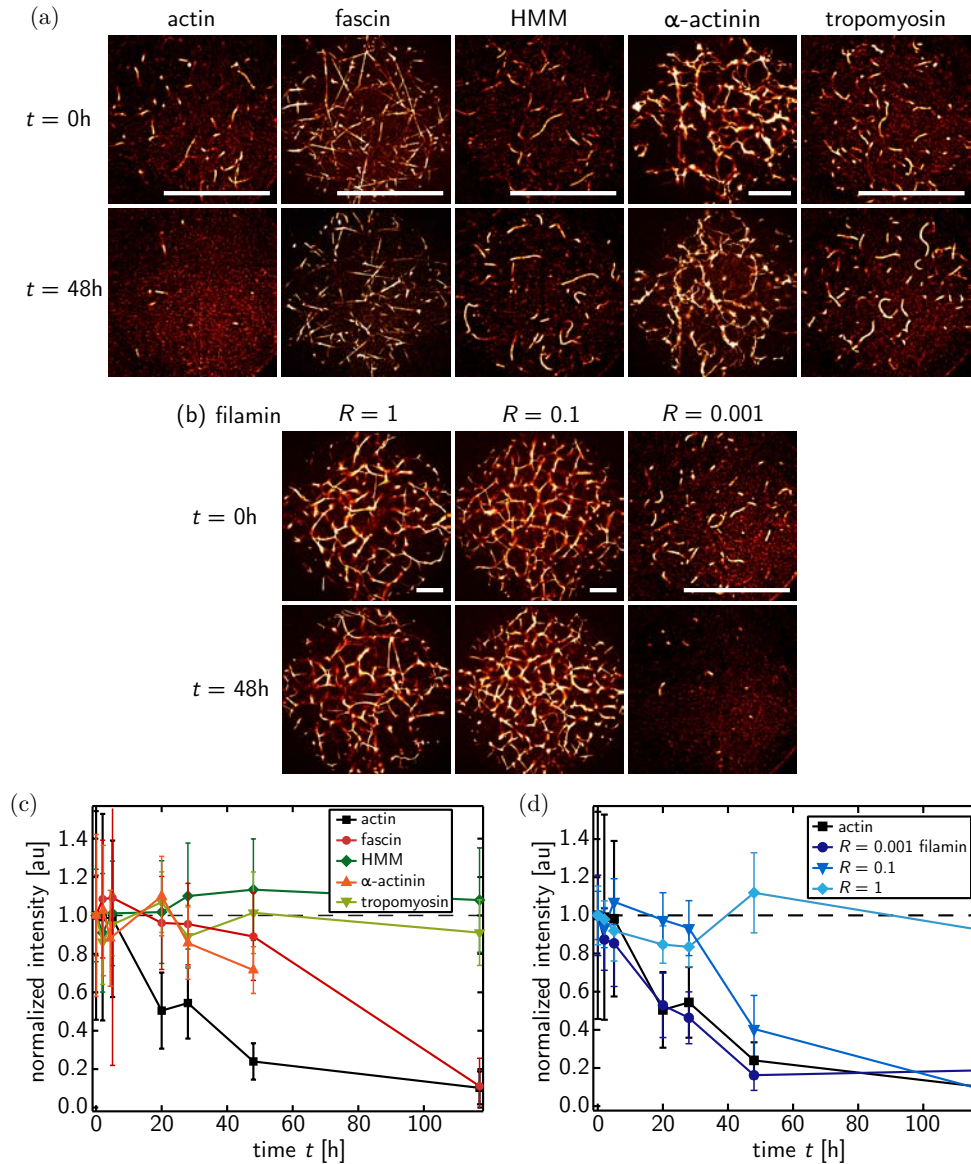 (a) actin fascin HMM α-actinin tropomyosin
t = 0h
t = 48h
(b) filamin R = 1 R = 0.1 R = 0.001
t = 0h
t = 48h
(c)
1.4
1.2
1.0
0.8
0.6
0.4
0.2
0.0
normalized intensity [au]
actin
fascin
HMM
α-actinin
tropomyosin
0 20 40 60 80 100
time t [h]
(d)
1.4
1.2
1.0
0.8
0.6
0.4
0.2
0.0
normalized intensity [au]
actin
R = 0.001 filamin
R = 0.1
R = 1
0 20 40 60 80 100
time t [h]